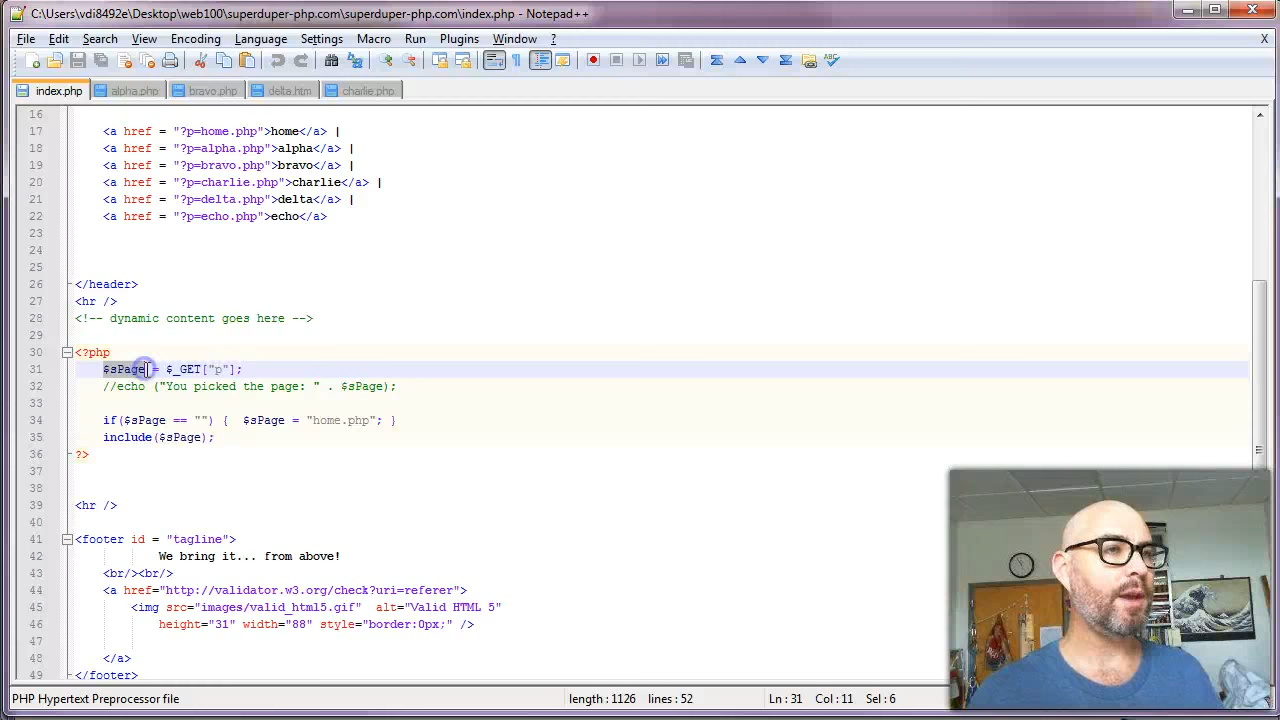 C:\Users\vdi8492e\Desktop\web100\superduper-php.com\superduper-php.com\index.php - Notepad++
File Edit Search View Encoding Language Settings Macro Run Plugins Window ? X
index.php alpha.php bravo.php delta.htm charlie.php
16
17 <a href = "?p=home.php">home</a> |
18 <a href = "?p=alpha.php">alpha</a> |
19 <a href = "?p=bravo.php">bravo</a> |
20 <a href = "?p=charlie.php">charlie</a> |
21 <a href = "?p=delta.php">delta</a> |
22 <a href = "?p=echo.php">echo</a>
23
24
25
26 </header>
27 <hr />
28 <!-- dynamic content goes here -->
29
30 <?php
31 $sPage = $_GET["p"];
32 //echo ("You picked the page: " . $sPage);
33
34 if($sPage == "") { $sPage = "home.php"; }
35 include($sPage);
36 ?>
37
38
39 <hr />
40
41 <footer id = "tagline">
42 We bring it... from above!
43 <br/><br/>
44 <a href="http://validator.w3.org/check?uri=referer">
45 <img src="images/valid_html5.gif" alt="Valid HTML 5"
46 height="31" width="88" style="border:0px;" />
47
48 </a>
49 </footer>
PHP Hypertext Preprocessor file length : 1126 lines : 52 Ln : 31 Col : 11 Sel : 6